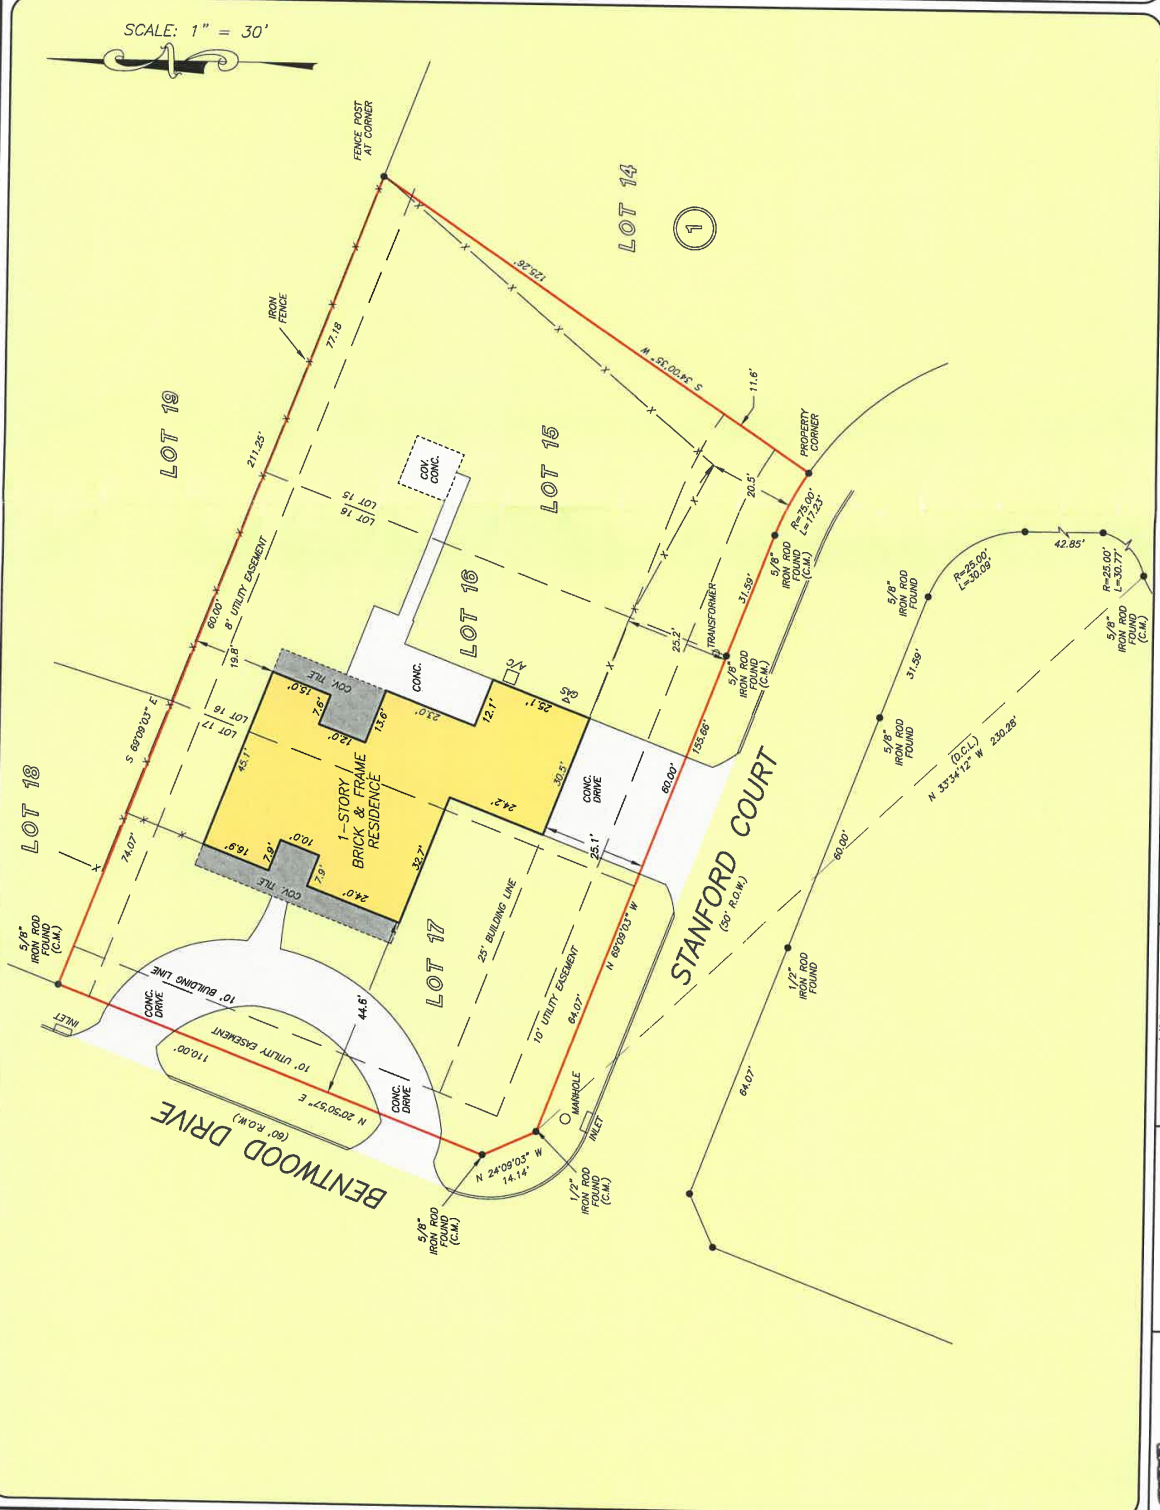 SCALE: 1" = 30'
N
FENCE POST
AT CORNER
LOT 14
1
125.26'
S 34°00'35" W
11.6'
PROPERTY
CORNER
IRON
FENCE
77.18
LOT 19
211.25'
LOT 15
LOT 16
COV.
CONC.
LOT 15
20.5'
R=75.00'
L=17.23'
5/8"
IRON ROD
FOUND
(C.M.)
31.59'
60.00'
8' UTILITY EASEMENT
19.8'
LOT 16
TRANSFORMER
25.2'
5/8"
IRON ROD
FOUND
(C.M.)
S 69°09'03" E
LOT 16
LOT 17
COV. TILE
CONC.
A/C
GAS
15.0'
7.6'
12.0'
13.6'
23.0'
12.1'
25.1'
45.1'
30.5'
1-STORY
BRICK & FRAME
RESIDENCE
24.2'
CONC.
DRIVE
25.1'
155.66'
60.00'
LOT 18
74.07'
16.9'
7.9'
10.0'
7.9'
24.0'
32.7'
COV. TILE
5/8"
IRON ROD
FOUND
(C.M.)
LOT 17
25' BUILDING LINE
N 69°09'03" W
STANFORD COURT
(50' R.O.W.)
10' BUILDING LINE
CONC.
DRIVE
INLET
44.6'
10' UTILITY EASEMENT
110.00'
10' UTILITY EASEMENT
64.07'
N 20°50'57" E
CONC.
DRIVE
BENTWOOD DRIVE
(60' R.O.W.)
MANHOLE
INLET
N 24°09'03" W
14.14'
1/2"
IRON ROD
FOUND
(C.M.)
5/8"
IRON ROD
FOUND
(C.M.)
42.85'
R=25.00'
L=30.09'
R=25.00'
L=30.77'
5/8"
IRON ROD
FOUND
5/8"
IRON ROD
FOUND
(C.M.)
31.59'
5/8"
IRON ROD
FOUND
(D.C.L.)
N 33°34'12" W 230.28'
60.00'
1/2"
IRON ROD
FOUND
64.07'